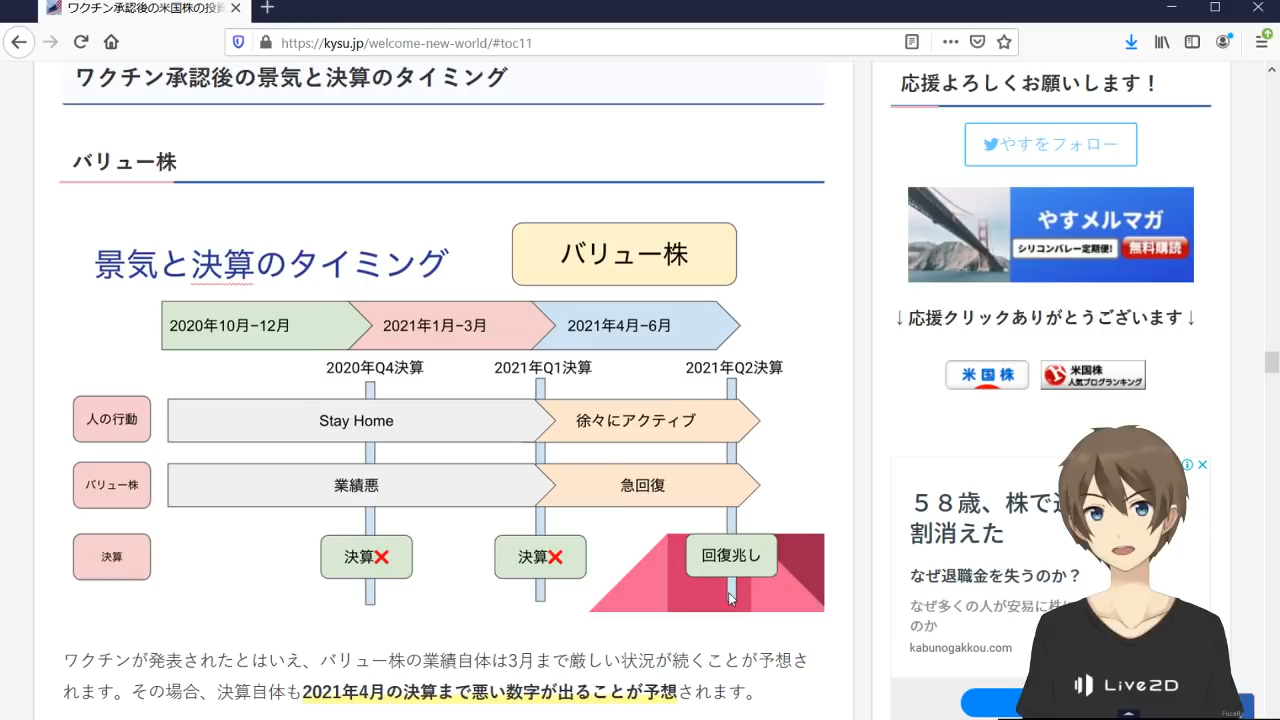 ワクチン承認後の米国株の投資
https://kysu.jp/welcome-new-world/#toc11
ワクチン承認後の景気と決算のタイミング
バリュー株
景気と決算のタイミング
バリュー株
2020年10月-12月
2021年1月-3月
2021年4月-6月
2020年Q4決算
2021年Q1決算
2021年Q2決算
人の行動
Stay Home
徐々にアクティブ
バリュー株
業績悪
急回復
決算
決算❌
決算❌
回復兆し
ワクチンが発表されたとはいえ、バリュー株の業績自体は3月まで厳しい状況が続くことが予想さ
れます。その場合、決算自体も2021年4月の決算まで悪い数字が出ることが予想されます。
応援よろしくお願いします！
やすをフォロー
やすメルマガ
シリコンバレー定期便!
無料購読
↓応援クリックありがとうございます↓
米国株
米国株
人気ブログランキング
５８歳、株で
割消えた
なぜ退職金を失うのか？
なぜ多くの人が安易に株
のか
kabunogakkou.com
Live2D